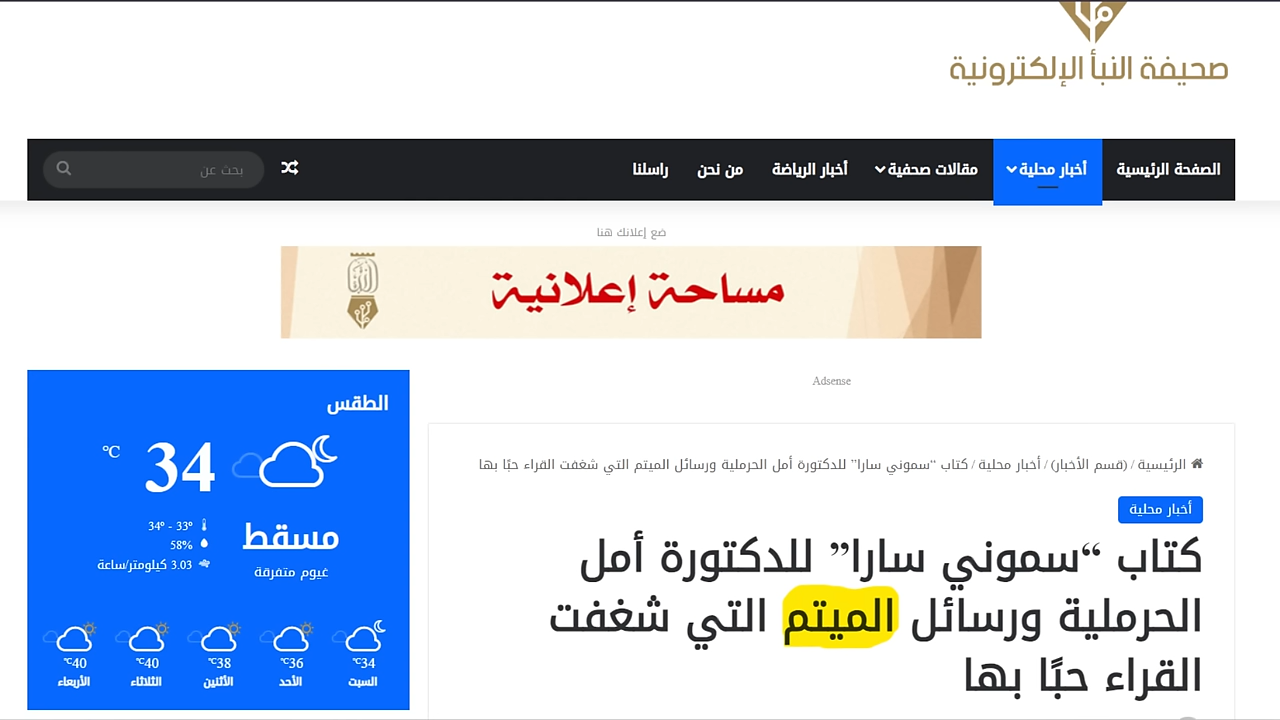 صحيفة النبأ الإلكترونية
الصفحة الرئيسية أخبار محلية مقالات صحفية أخبار الرياضة من نحن راسلنا بحث عن
ضع إعلانك هنا
مساحة إعلانية
Adsense
الرئيسية / (قسم الأخبار) / أخبار محلية / كتاب “سموني سارا” للدكتورة أمل الحرملية ورسائل الميتم التي شغفت القراء حبًا بها
أخبار محلية
كتاب “سموني سارا” للدكتورة أمل
الحرملية ورسائل الميتم التي شغفت
القراء حبًا بها
الطقس
34 ℃
مسقط
غيوم متفرقة
34º - 33º
58%
3.03 كيلومتر/ساعة
34℃ 36℃ 38℃ 40℃ 40℃
السبت الأحد الأثنين الثلاثاء الأربعاء